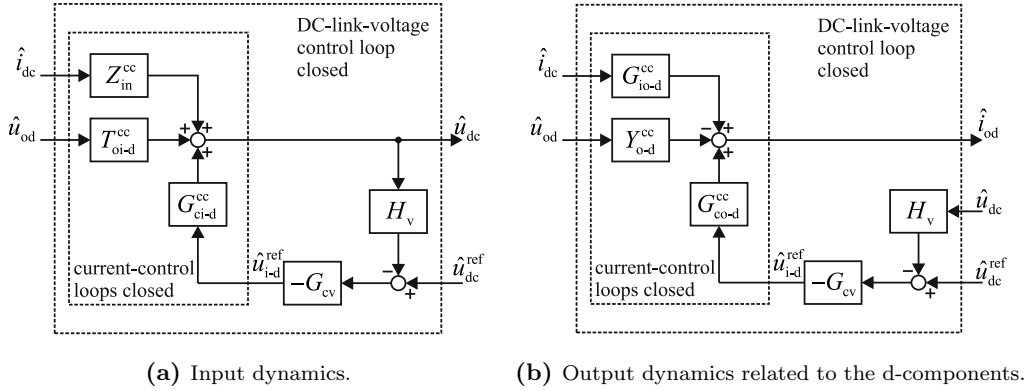 DC-link-voltage
control loop
closed
î_dc
Z_in^cc
û_od
T_oi-d^cc
+
+
+
û_dc
G_ci-d^cc
H_v
current-control
loops closed
û_i-d^ref
−G_cv
−
+
û_dc^ref
(a) Input dynamics.
DC-link-voltage
control loop
closed
î_dc
G_io-d^cc
û_od
Y_o-d^cc
−
+
+
î_od
G_co-d^cc
H_v
û_dc
current-control
loops closed
û_i-d^ref
−G_cv
−
+
û_dc^ref
(b) Output dynamics related to the d-components.